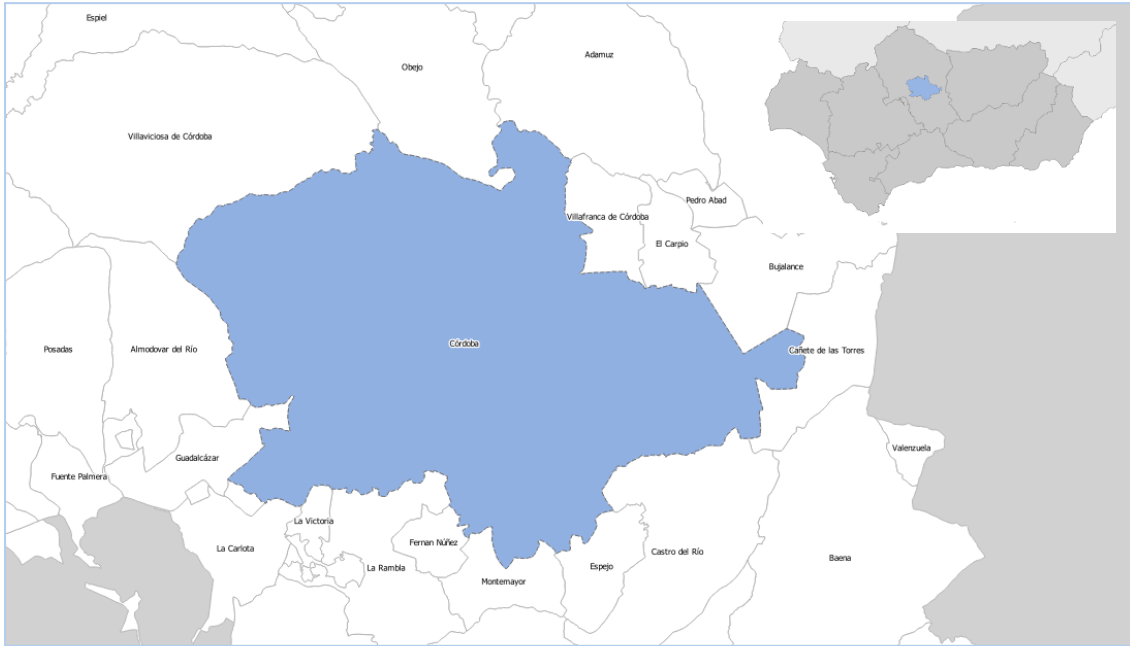 Espiel
Adamuz
Obejo
Villaviciosa de Córdoba
Pedro Abad
Villafranca de Córdoba
El Carpio
Bujalance
Córdoba
Posadas
Almodovar del Río
Cañete de las Torres
Valenzuela
Guadalcázar
Fuente Palmera
La Victoria
Fernan Núñez
La Carlota
Castro del Río
Baena
La Rambla
Espejo
Montemayor